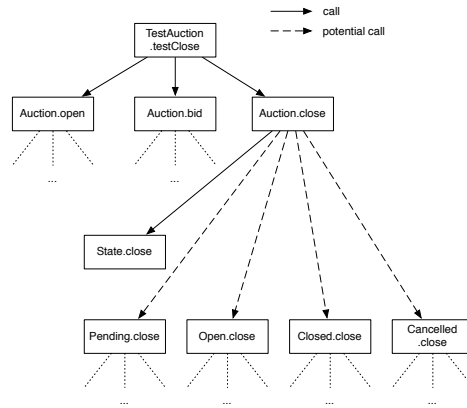 call
potential call
TestAuction
.testClose
Auction.open
Auction.bid
Auction.close
...
...
State.close
Pending.close
Open.close
Closed.close
Cancelled
.close
...
...
...
...